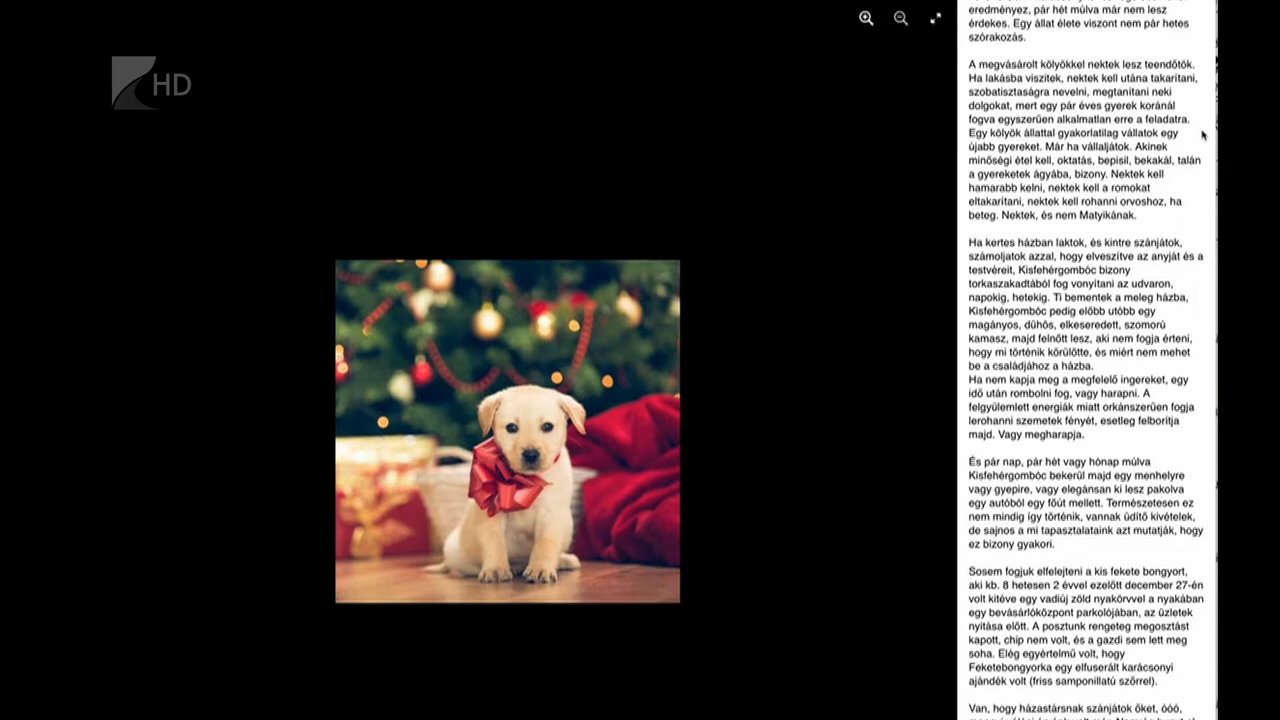 HD
eredményez, pár hét múlva már nem lesz
érdekes. Egy állat élete viszont nem pár hetes
szórakozás.
A megvásárolt kölyökkel nektek lesz teendőtök.
Ha lakásba viszitek, nektek kell utána takarítani,
szobatisztaságra nevelni, megtanítani neki
dolgokat, mert egy pár éves gyerek koránál
fogva egyszerűen alkalmatlan erre a feladatra.
Egy kölyök állattal gyakorlatilag vállatok egy
újabb gyereket. Már ha vállaljátok. Akinek
minőségi étel kell, oktatás, bepisil, bekakál, talán
a gyereketek ágyába, bizony. Nektek kell
hamarabb kelni, nektek kell a romokat
eltakarítani, nektek kell rohanni orvoshoz, ha
beteg. Nektek, és nem Matyikának.
Ha kertes házban laktok, és kintre szánjátok,
számoljatok azzal, hogy elveszítve az anyját és a
testvéreit, Kisfehérgombóc bizony
torkaszakadtából fog vonyítani az udvaron,
napokig, hetekig. Ti bementek a meleg házba,
Kisfehérgombóc pedig előbb utóbb egy
magányos, dühös, elkeseredett, szomorú
kamasz, majd felnőtt lesz, aki nem fogja érteni,
hogy mi történik körülötte, és miért nem mehet
be a családjához a házba.
Ha nem kapja meg a megfelelő ingereket, egy
idő után rombolni fog, vagy harapni. A
felgyülemlett energiák miatt orkánszerűen fogja
lerohanni szemetek fényét, esetleg felborítja
majd. Vagy megharapja.
És pár nap, pár hét vagy hónap múlva
Kisfehérgombóc bekerül majd egy menhelyre
vagy gyepire, vagy elegánsan ki lesz pakolva
egy autóból egy főút mellett. Természetesen ez
nem mindig így történik, vannak üdítő kivételek,
de sajnos a mi tapasztalataink azt mutatják, hogy
ez bizony gyakori.
Sosem fogjuk elfelejteni a kis fekete bongyort,
aki kb. 8 hetesen 2 évvel ezelőtt december 27-én
volt kitéve egy vadiúj zöld nyakörvvel a nyakában
egy bevásárlóközpont parkolójában, az üzletek
nyitása előtt. A posztunk rengeteg megosztást
kapott, chip nem volt, és a gazdi sem lett meg
soha. Elég egyértelmű volt, hogy
Feketebongyorka egy elfuserált karácsonyi
ajándék volt (friss samponillatú szőrrel).
Van, hogy házastársnak szánjátok őket, óóó,